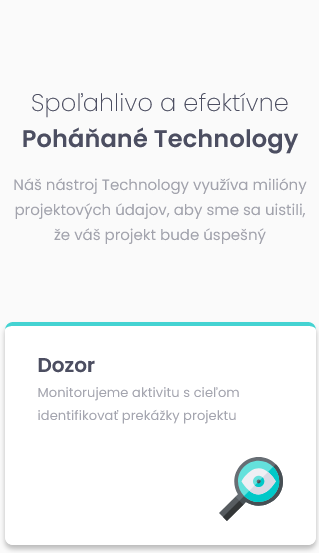 Spoľahlivo a efektívne
Poháňané Technology
Náš nástroj Technology využíva milióny
projektových údajov, aby sme sa uistili,
že váš projekt bude úspešný
Dozor
Monitorujeme aktivitu s cieľom
identifikovať prekážky projektu